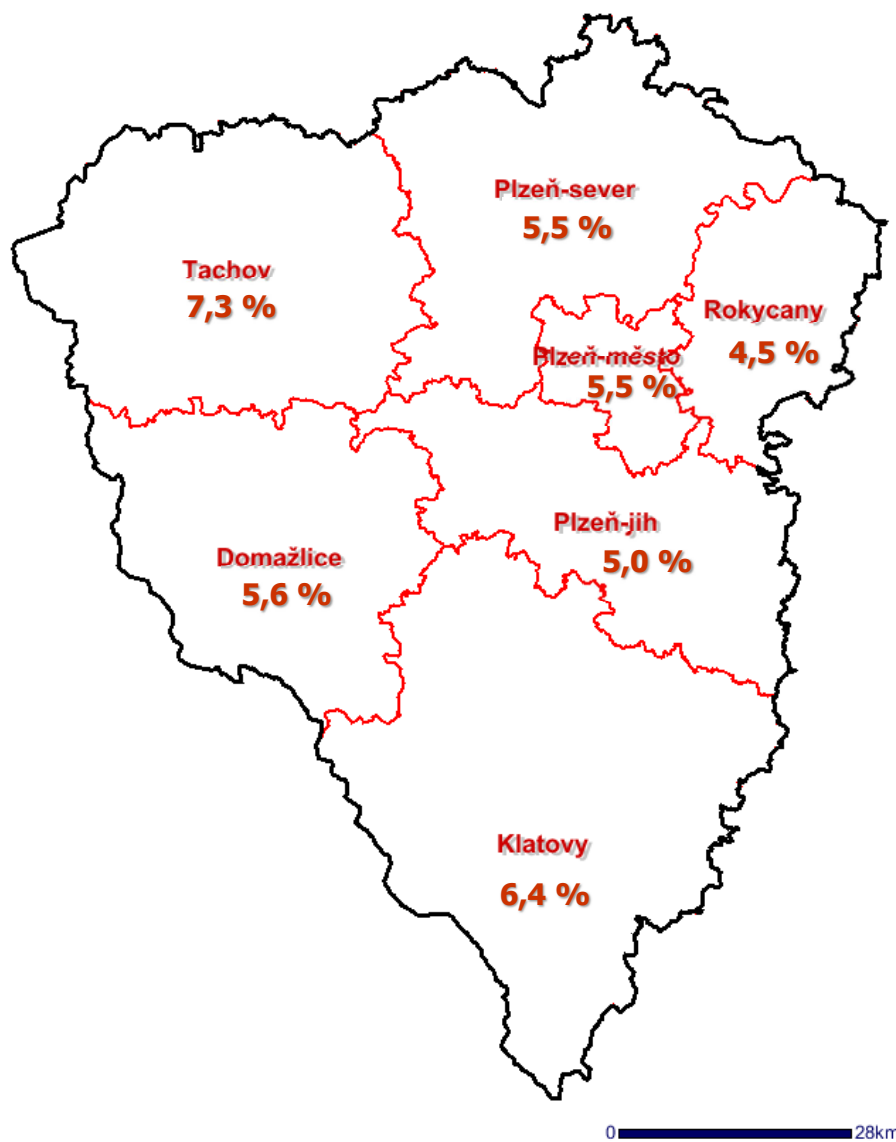 Plzeň-sever
5,5 %
Tachov
7,3 %
Rokycany
4,5 %
Plzeň-město
5,5 %
Plzeň-jih
5,0 %
Domažlice
5,6 %
Klatovy
6,4 %
0 28km